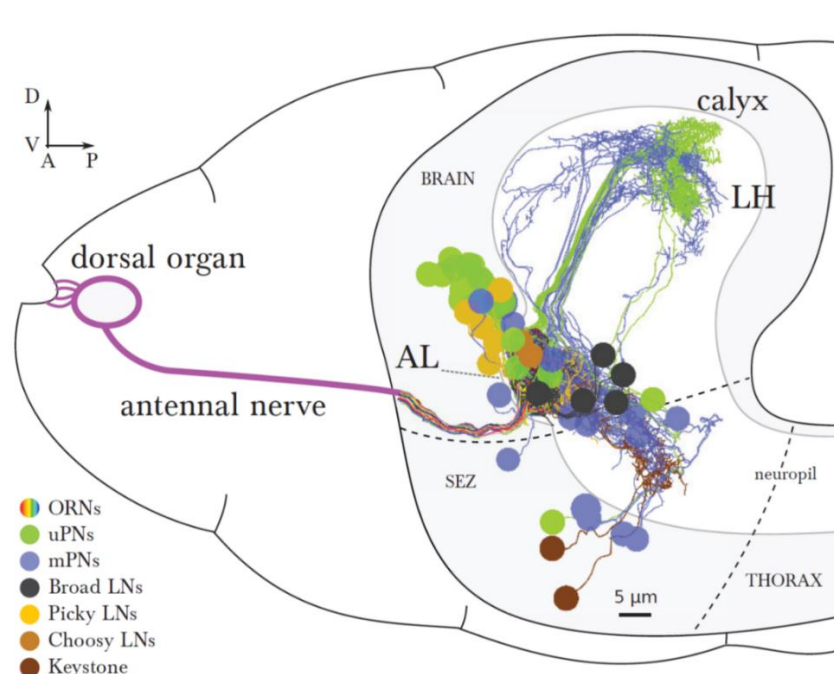 calyx
D
V
A P
BRAIN
LH
dorsal organ
AL
antennal nerve
SEZ
neuropil
ORNs
uPNs
mPNs
Broad LNs
Picky LNs
Choosy LNs
Keystone
5 µm
THORAX